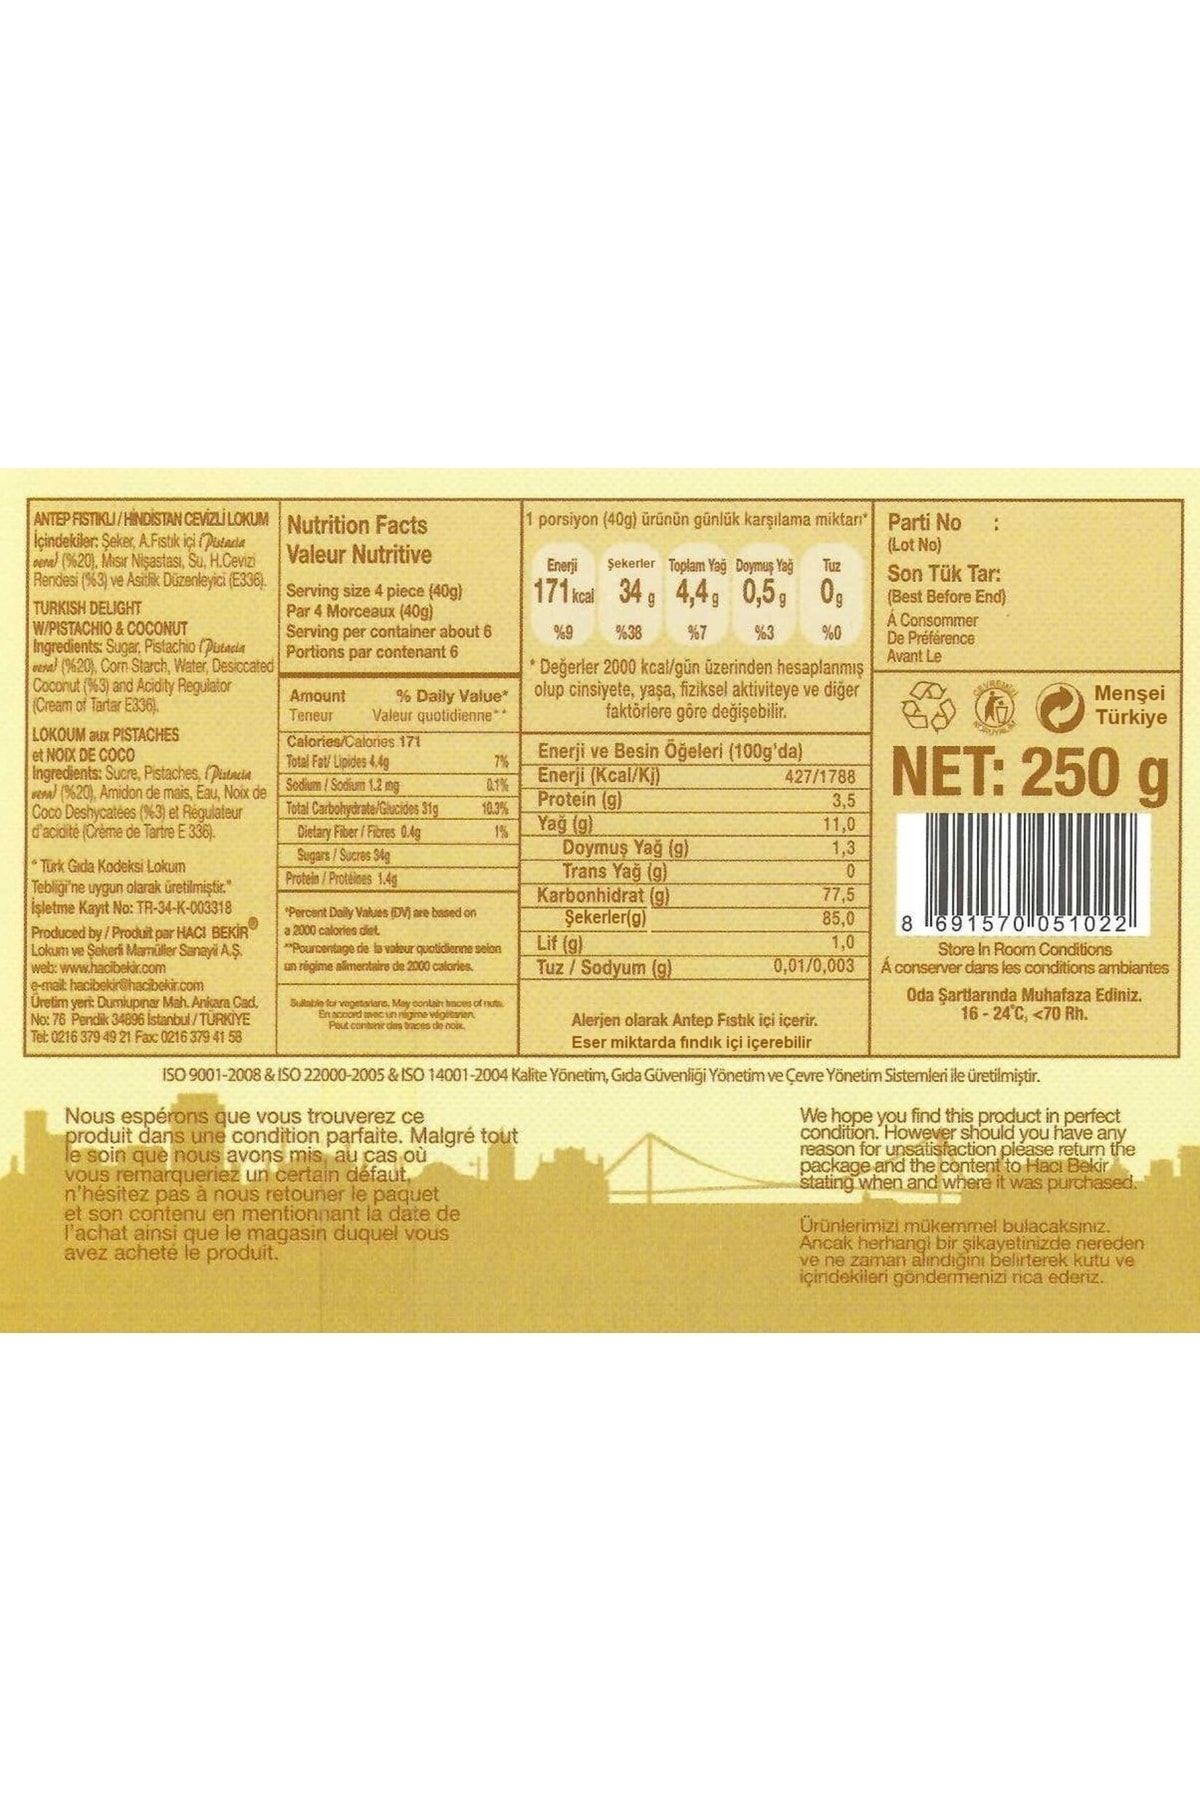 ANTEP FISTIKLI / HİNDİSTAN CEVİZLİ LOKUM
İçindekiler: Şeker, A.Fıstık içi (Pistacia
vera) (%20), Mısır Nişastası, Su, H.Cevizi
Rendesi (%3) ve Asitlik Düzenleyici (E336).
TURKISH DELIGHT
W/PISTACHIO & COCONUT
Ingredients: Sugar, Pistachio (Pistacia
vera) (%20), Corn Starch, Water, Desiccated
Coconut (%3) and Acidity Regulator
(Cream of Tartar E336).
LOKOUM aux PISTACHES
et NOIX DE COCO
Ingredients: Sucre, Pistaches, (Pistacia
vera) (%20), Amidon de mais, Eau, Noix de
Coco Deshycatées (%3) et Régulateur
d'acidité (Crème de Tartre E 336).
* Türk Gıda Kodeksi Lokum
Tebliği'ne uygun olarak üretilmiştir."
İşletme Kayıt No: TR-34-K-003318
Produced by / Produit par HACI BEKİR®
Lokum ve Şekerli Mamüller Sanayii A.Ş.
web: www.hacibekir.com
e-mail: hacibekir@hacibekir.com
Üretim yeri: Dumlupınar Mah. Ankara Cad.
No: 76 Pendik 34896 İstanbul / TÜRKİYE
Tel: 0216 379 49 21 Fax: 0216 379 41 58
Nutrition Facts
Valeur Nutritive
Serving size 4 piece (40g)
Par 4 Morceaux (40g)
Serving per container about 6
Portions par contenant 6
Amount % Daily Value*
Teneur Valeur quotidienne**
Calories/Calories 171
Total Fat/ Lipides 4.4g 7%
Sodium / Sodium 1.2 mg 0.1%
Total Carbohydrate/Glucides 31g 10.3%
Dietary Fiber / Fibres 0.4g 1%
Sugars / Sucres 34g
Protein / Protéines 1.4g
*Percent Daily Values (DV) are based on
a 2000 calories diet.
**Pourcentage de la valeur quotidienne selon
un régime alimentaire de 2000 calories.
Suitable for vegetarians. May contain traces of nuts.
En accord avec un régime végétarien.
Peut contenir des traces de noix.
1 porsiyon (40g) ürünün günlük karşılama miktarı*
Enerji Şekerler Toplam Yağ Doymuş Yağ Tuz
171 kcal 34 g 4,4 g 0,5 g 0g
%9 %38 %7 %3 %0
* Değerler 2000 kcal/gün üzerinden hesaplanmış
olup cinsiyete, yaşa, fiziksel aktiviteye ve diğer
faktörlere göre değişebilir.
Enerji ve Besin Öğeleri (100g'da)
Enerji (Kcal/Kj) 427/1788
Protein (g) 3,5
Yağ (g) 11,0
Doymuş Yağ (g) 1,3
Trans Yağ (g) 0
Karbonhidrat (g) 77,5
Şekerler(g) 85,0
Lif (g) 1,0
Tuz / Sodyum (g) 0,01/0,003
Alerjen olarak Antep Fıstık içi içerir.
Eser miktarda fındık içi içerebilir
Parti No :
(Lot No)
Son Tük Tar:
(Best Before End)
Á Consommer
De Préférence
Avant Le
ÇEVREMİZİ
KORUYALIM
Menşei
Türkiye
NET: 250 g
8 691570 051022
Store In Room Conditions
Á conserver dans les conditions ambiantes
Oda Şartlarında Muhafaza Ediniz.
16 - 24°C, <70 Rh.
ISO 9001-2008 & ISO 22000-2005 & ISO 14001-2004 Kalite Yönetim, Gıda Güvenliği Yönetim ve Çevre Yönetim Sistemleri ile üretilmiştir.
Nous espérons que vous trouverez ce
produit dans une condition parfaite. Malgré tout
le soin que nous avons mis, au cas où
vous remarqueriez un certain défaut,
n'hésitez pas à nous retourner le paquet
et son contenu en mentionnant la date de
l'achat ainsi que le magasin duquel vous
avez acheté le produit.
We hope you find this product in perfect
condition. However should you have any
reason for unsatisfaction please return the
package and the content to Hacı Bekir
stating when and where it was purchased.
Ürünlerimizi mükemmel bulacaksınız.
Ancak herhangi bir şikayetinizde nereden
ve ne zaman alındığını belirterek kutu ve
içindekileri göndermenizi rica ederiz.